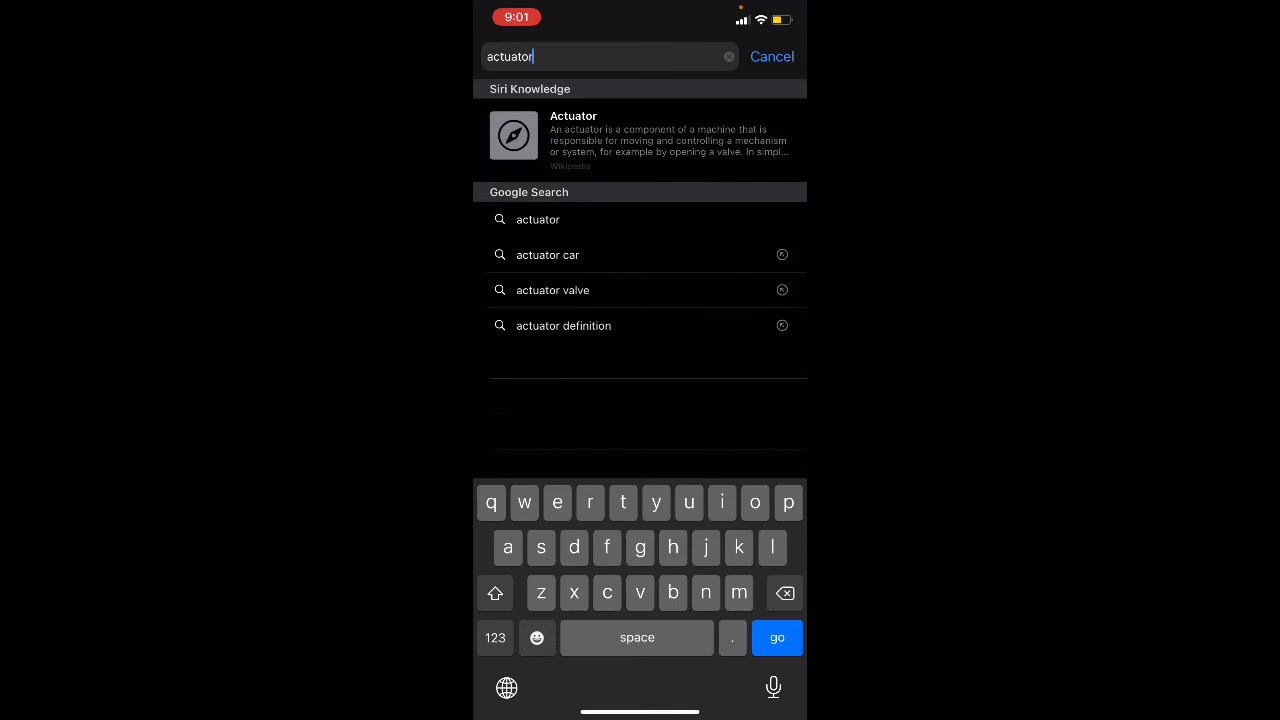 9:01
actuator
Cancel
Siri Knowledge
Actuator
An actuator is a component of a machine that is
responsible for moving and controlling a mechanism
or system, for example by opening a valve. In simpl...
Wikipedia
Google Search
actuator
actuator car
actuator valve
actuator definition
q w e r t y u i o p
a s d f g h j k l
z x c v b n m
123
space
.
go